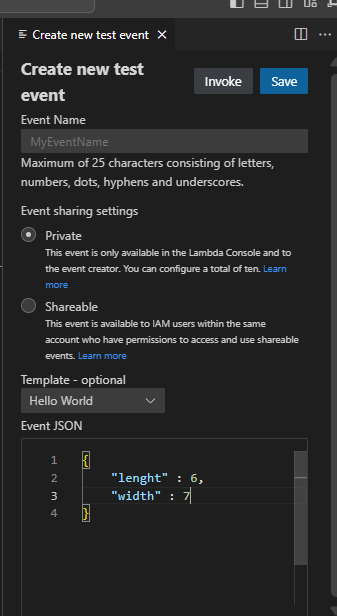 Create new test event
Create new test
event
Invoke
Save
Event Name
MyEventName
Maximum of 25 characters consisting of letters,
numbers, dots, hyphens and underscores.
Event sharing settings
Private
This event is only available in the Lambda Console and to
the event creator. You can configure a total of ten. Learn
more
Shareable
This event is available to IAM users within the same
account who have permissions to access and use shareable
events. Learn more
Template - optional
Hello World
Event JSON
1 {
2 "lenght" : 6,
3 "width" : 7
4 }